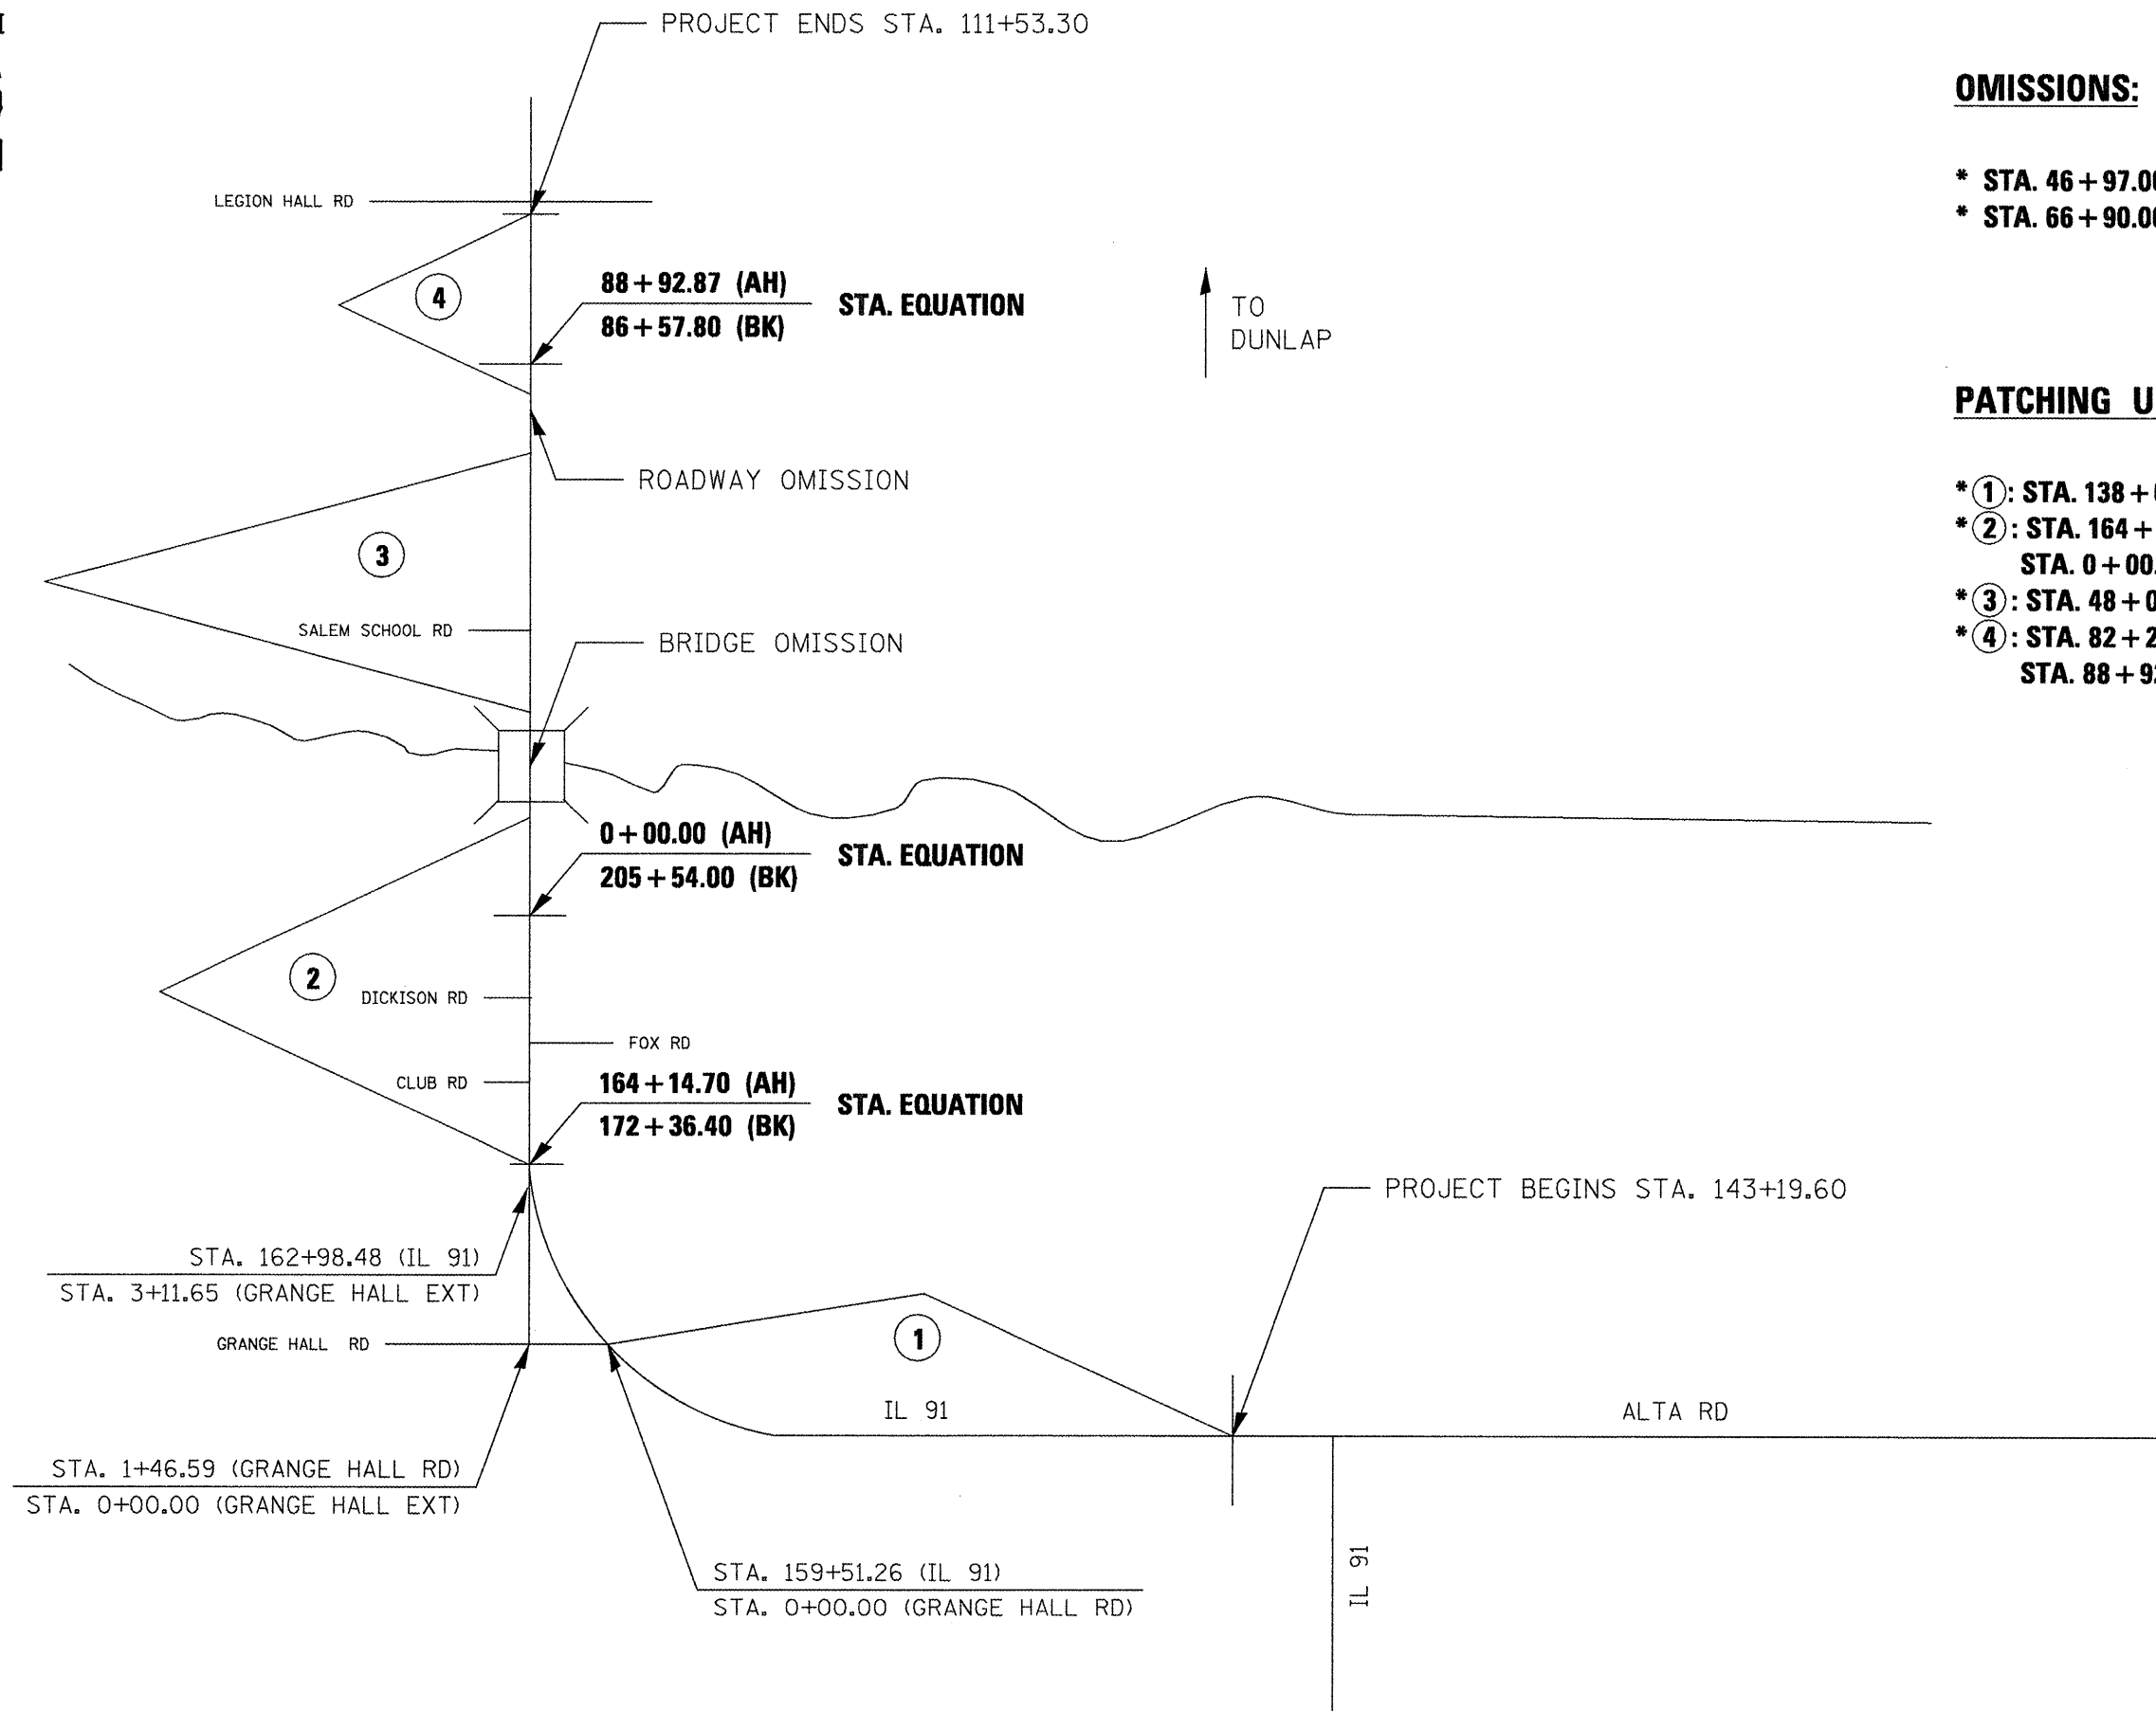 PROJECT ENDS STA. 111+53.30
OMISSIONS:
* STA. 46+97.00
* STA. 66+90.00
LEGION HALL RD
4
88+92.87 (AH)
86+57.80 (BK)
STA. EQUATION
TO
DUNLAP
PATCHING U
ROADWAY OMISSION
*1: STA. 138+
*2: STA. 164+
STA. 0+00.
*3: STA. 48+0
*4: STA. 82+2
STA. 88+92
3
SALEM SCHOOL RD
BRIDGE OMISSION
0+00.00 (AH)
205+54.00 (BK)
STA. EQUATION
2
DICKISON RD
FOX RD
CLUB RD
164+14.70 (AH)
172+36.40 (BK)
STA. EQUATION
PROJECT BEGINS STA. 143+19.60
STA. 162+98.48 (IL 91)
STA. 3+11.65 (GRANGE HALL EXT)
GRANGE HALL RD
1
IL 91
ALTA RD
STA. 1+46.59 (GRANGE HALL RD)
STA. 0+00.00 (GRANGE HALL EXT)
STA. 159+51.26 (IL 91)
STA. 0+00.00 (GRANGE HALL RD)
IL 91